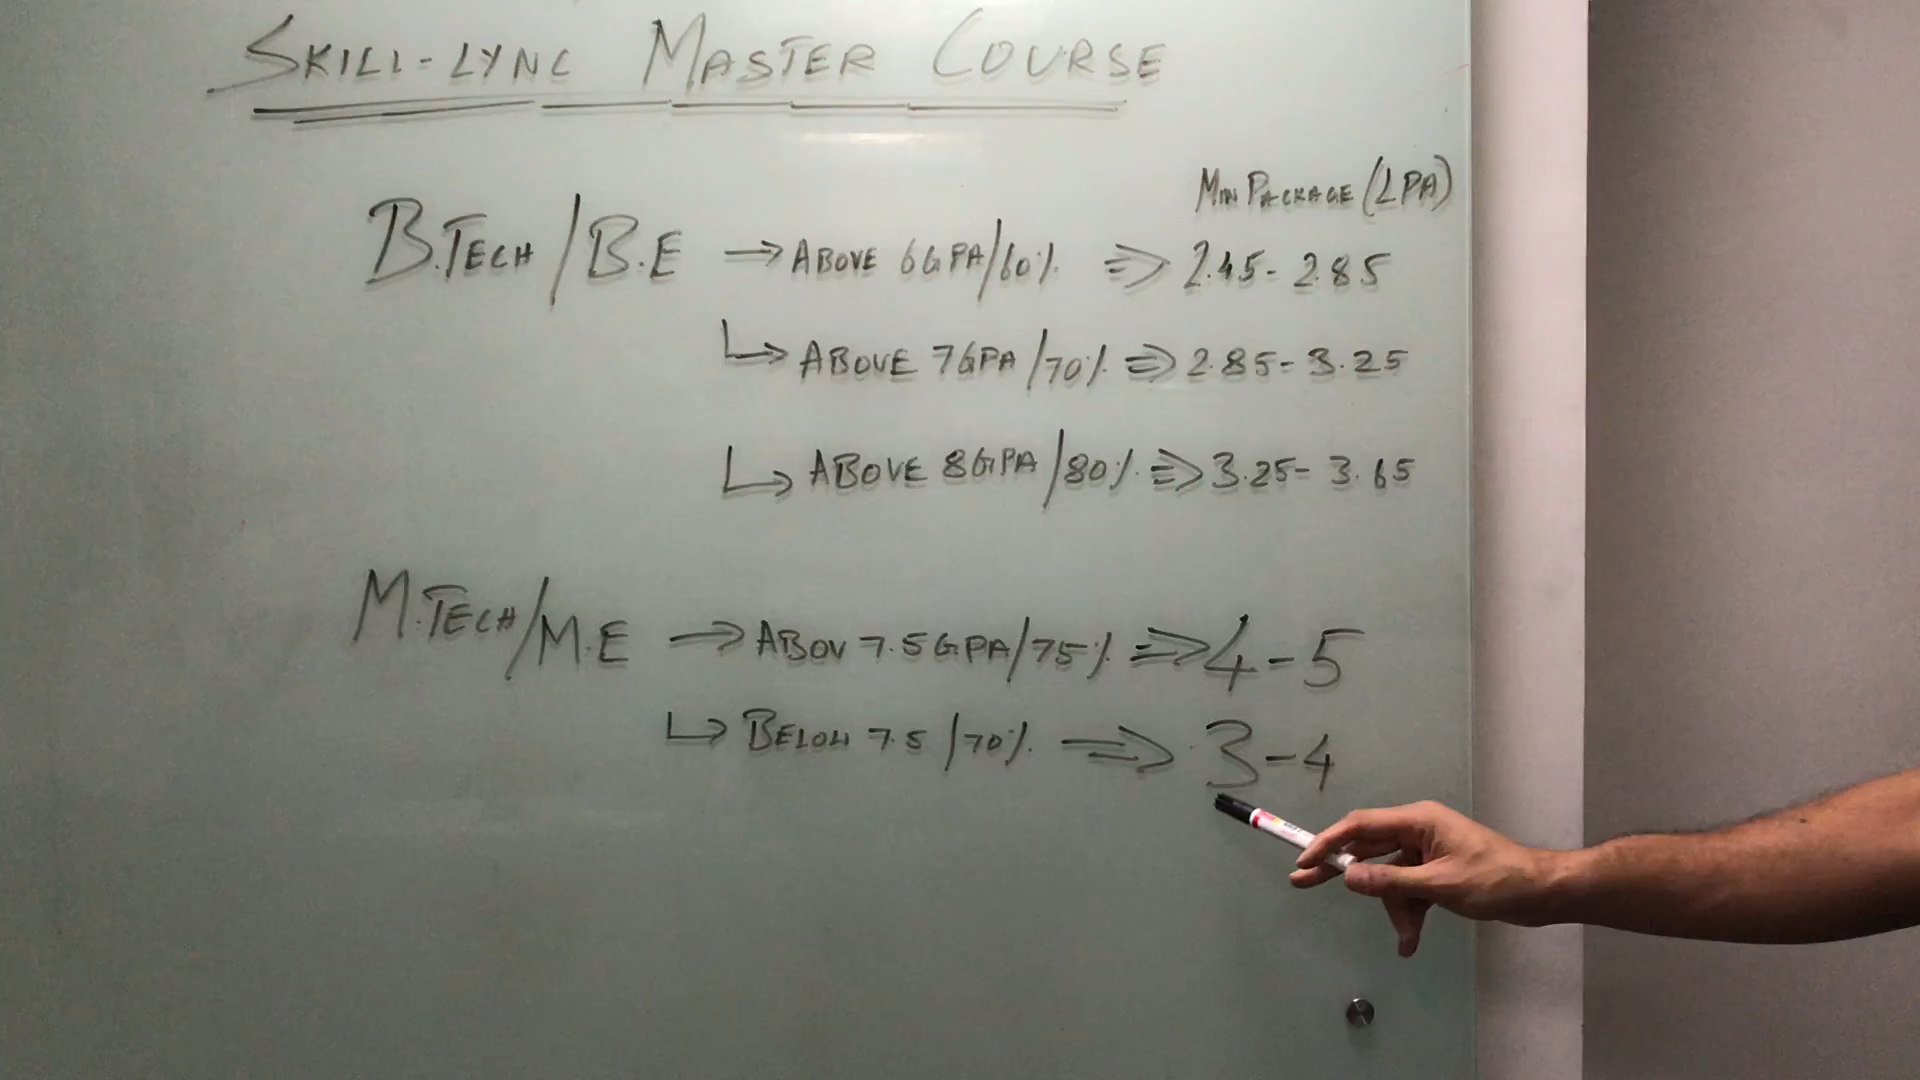 SKILL-LYNC MASTER COURSE
MIN PACKAGE (LPA)
B.TECH/B.E → ABOVE 6GPA/60% ⇒ 2.45-2.85
↳ ABOVE 7GPA/70% ⇒ 2.85-3.25
↳ ABOVE 8GPA/80% ⇒ 3.25-3.65
M.TECH/M.E → ABOV 7.5GPA/75% ⇒ 4-5
↳ BELOW 7.5/70% ⇒ 3-4